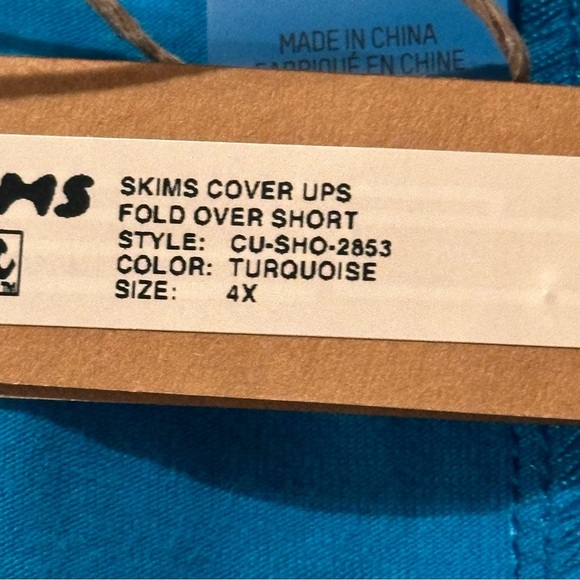 MADE IN CHINA
FABRIQUÉ EN CHINE
SKIMS COVER UPS
FOLD OVER SHORT
STYLE: CU-SHO-2853
COLOR: TURQUOISE
SIZE: 4X